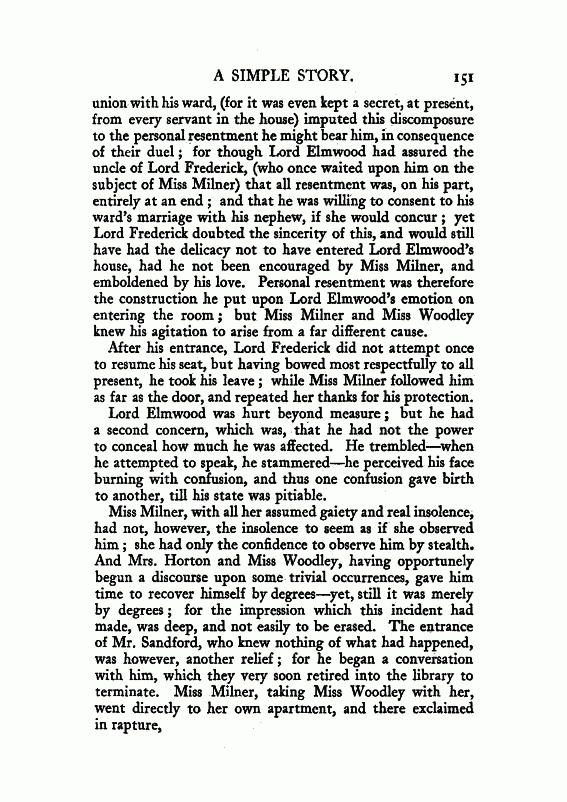 A SIMPLE STORY. 151
union with his ward, (for it was even kept a secret, at present,
from every servant in the house) imputed this discomposure
to the personal resentment he might bear him, in consequence
of their duel ; for though Lord Elmwood had assured the
uncle of Lord Frederick, (who once waited upon him on the
subject of Miss Milner) that all resentment was, on his part,
entirely at an end ; and that he was willing to consent to his
ward's marriage with his nephew, if she would concur ; yet
Lord Frederick doubted the sincerity of this, and would still
have had the delicacy not to have entered Lord Elmwood's
house, had he not been encouraged by Miss Milner, and
emboldened by his love. Personal resentment was therefore
the construction he put upon Lord Elmwood's emotion on
entering the room ; but Miss Milner and Miss Woodley
knew his agitation to arise from a far different cause.
After his entrance, Lord Frederick did not attempt once
to resume his seat, but having bowed most respectfully to all
present, he took his leave ; while Miss Milner followed him
as far as the door, and repeated her thanks for his protection.
Lord Elmwood was hurt beyond measure ; but he had
a second concern, which was, that he had not the power
to conceal how much he was affected. He trembled—when
he attempted to speak, he stammered—he perceived his face
burning with confusion, and thus one confusion gave birth
to another, till his state was pitiable.
Miss Milner, with all her assumed gaiety and real insolence,
had not, however, the insolence to seem as if she observed
him ; she had only the confidence to observe him by stealth.
And Mrs. Horton and Miss Woodley, having opportunely
begun a discourse upon some trivial occurrences, gave him
time to recover himself by degrees—yet, still it was merely
by degrees ; for the impression which this incident had
made, was deep, and not easily to be erased. The entrance
of Mr. Sandford, who knew nothing of what had happened,
was however, another relief ; for he began a conversation
with him, which they very soon retired into the library to
terminate. Miss Milner, taking Miss Woodley with her,
went directly to her own apartment, and there exclaimed
in rapture,